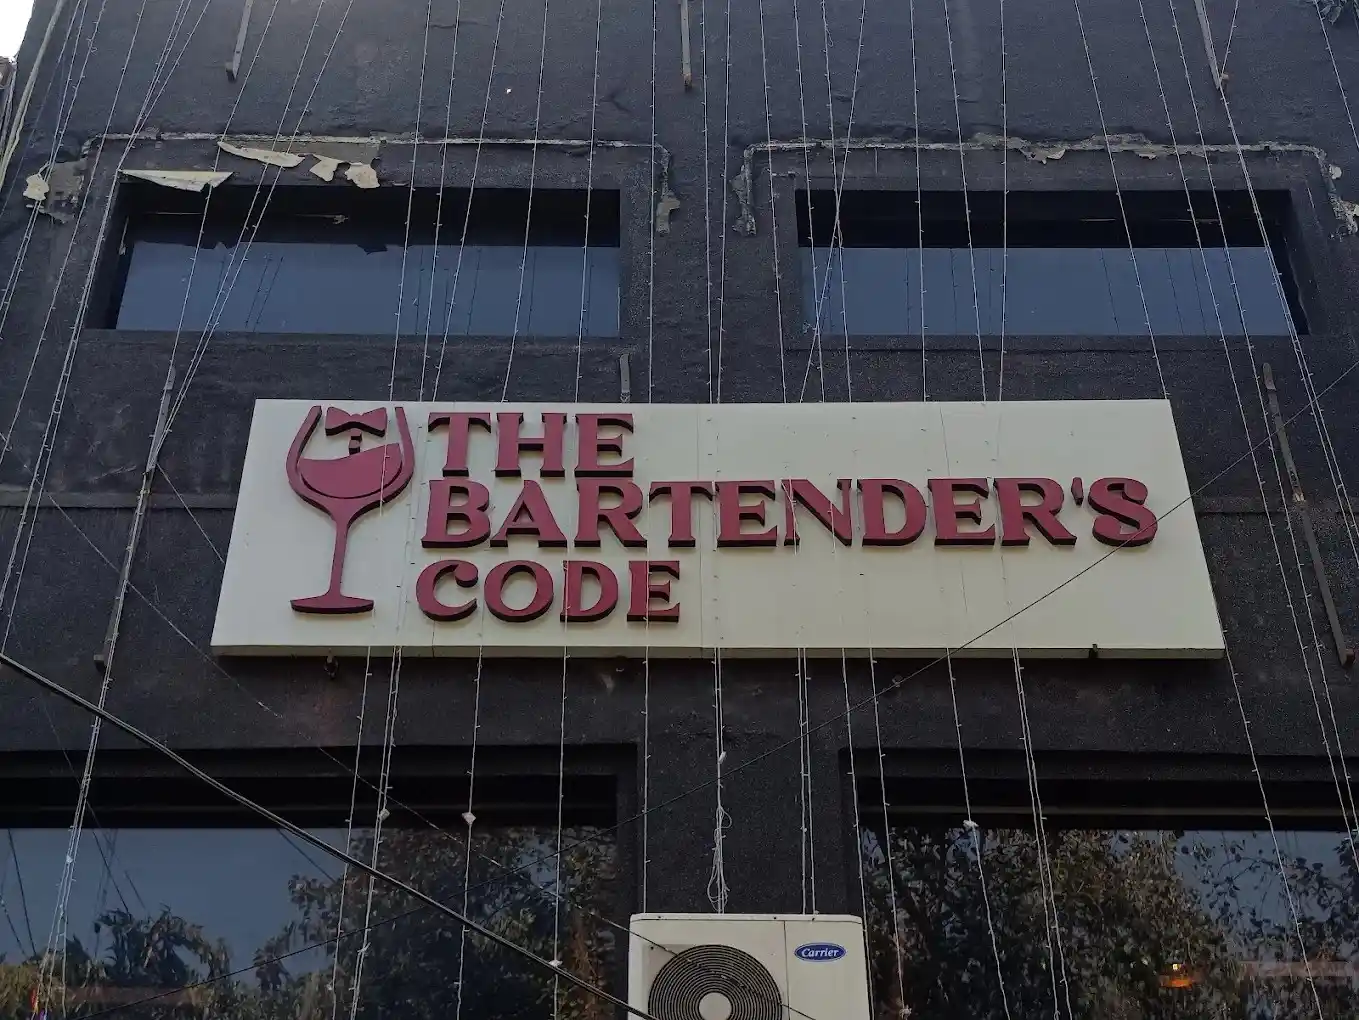 THE
BARTENDER'S
CODE
Carrier